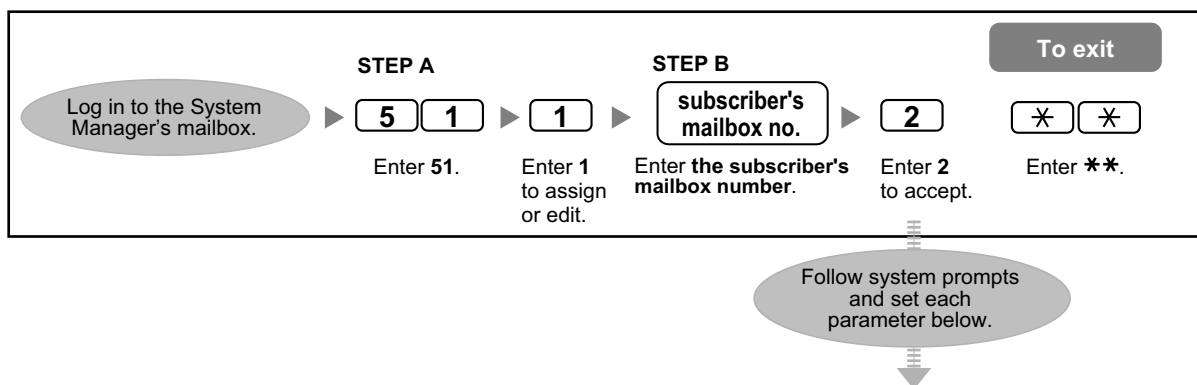 To exit
STEP A
STEP B
Log in to the System
Manager's mailbox.
5 1
1
subscriber's
mailbox no.
2
* *
Enter 51.
Enter 1
to assign
or edit.
Enter the subscriber's
mailbox number.
Enter 2
to accept.
Enter **.
Follow system prompts
and set each
parameter below.